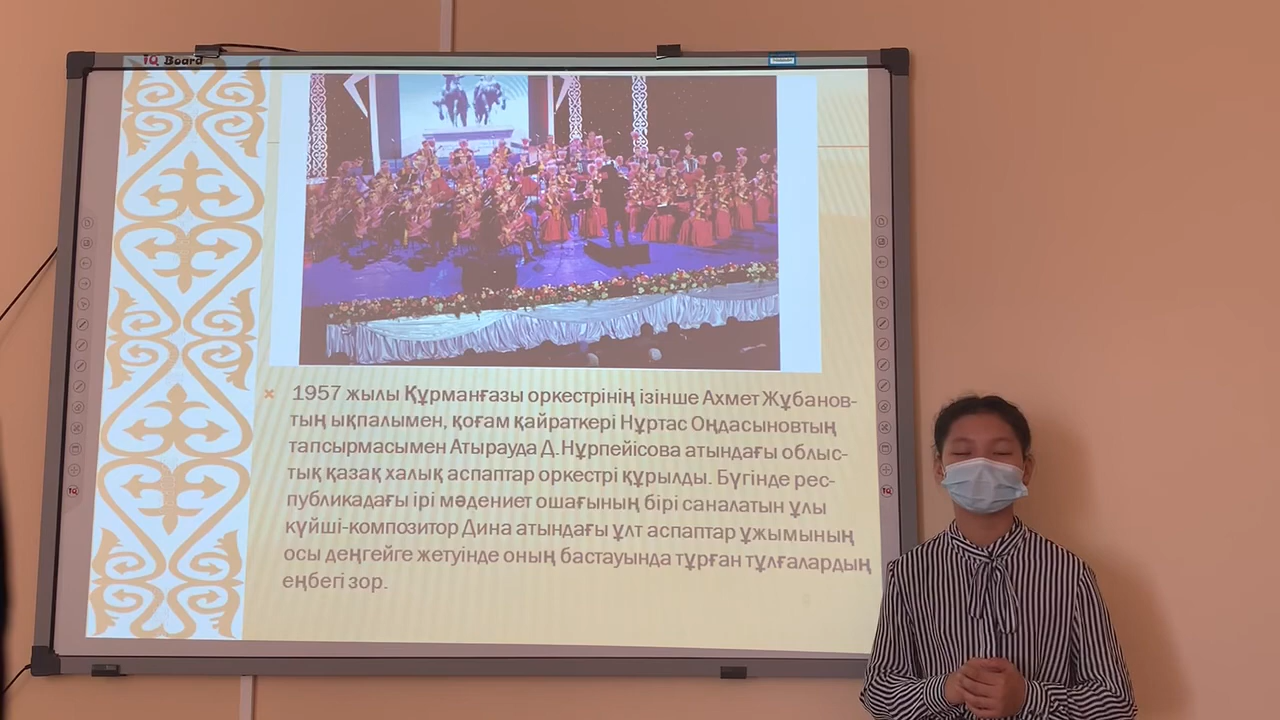 iQ Board
1957 жылы Құрманғазы оркестрінің ізінше Ахмет Жұбанов-
тың ықпалымен, қоғам қайраткері Нұртас Оңдасыновтың
тапсырмасымен Атырауда Д.Нұрпейісова атындағы облыс-
тық қазақ халық аспаптар оркестрі құрылды. Бүгінде рес-
публикадағы ірі мәдениет ошағының бірі саналатын ұлы
күйші-композитор Дина атындағы ұлт аспаптар ұжымының
осы деңгейге жетуінде оның бастауында тұрған тұлғалардың
еңбегі зор.